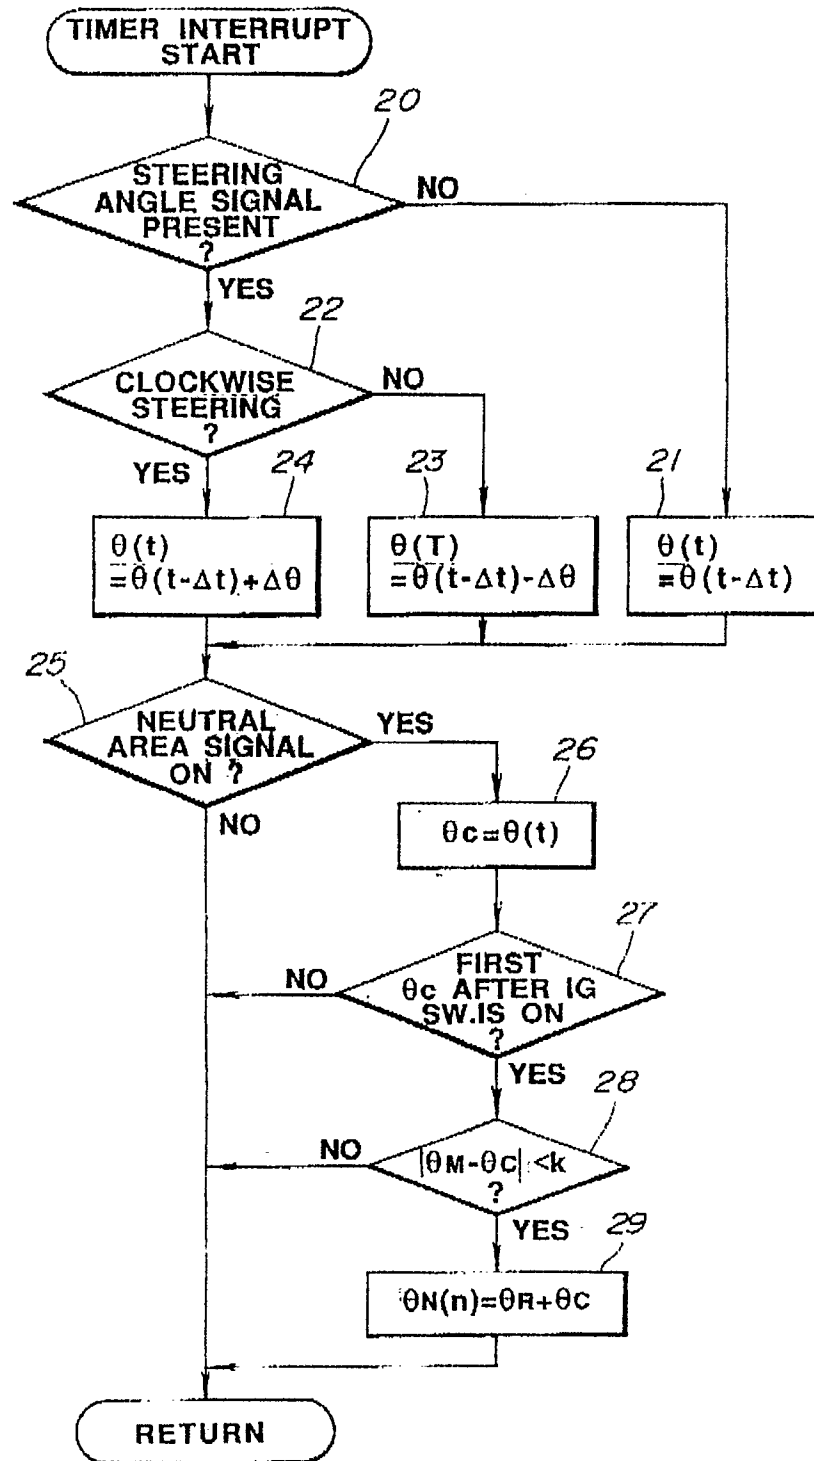 TIMER INTERRUPT
START
20
STEERING
ANGLE SIGNAL
PRESENT
?
NO
YES
22
CLOCKWISE
STEERING
?
NO
YES
24
θ(t)
=θ(t-Δt)+Δθ
23
θ(T)
=θ(t-Δt)-Δθ
21
θ(t)
=θ(t-Δt)
25
NEUTRAL
AREA SIGNAL
ON ?
YES
NO
26
θc=θ(t)
27
FIRST
θc AFTER IG
SW.IS ON
?
NO
YES
28
|θM-θC|<k
?
NO
YES
29
θN(n)=θR+θC
RETURN